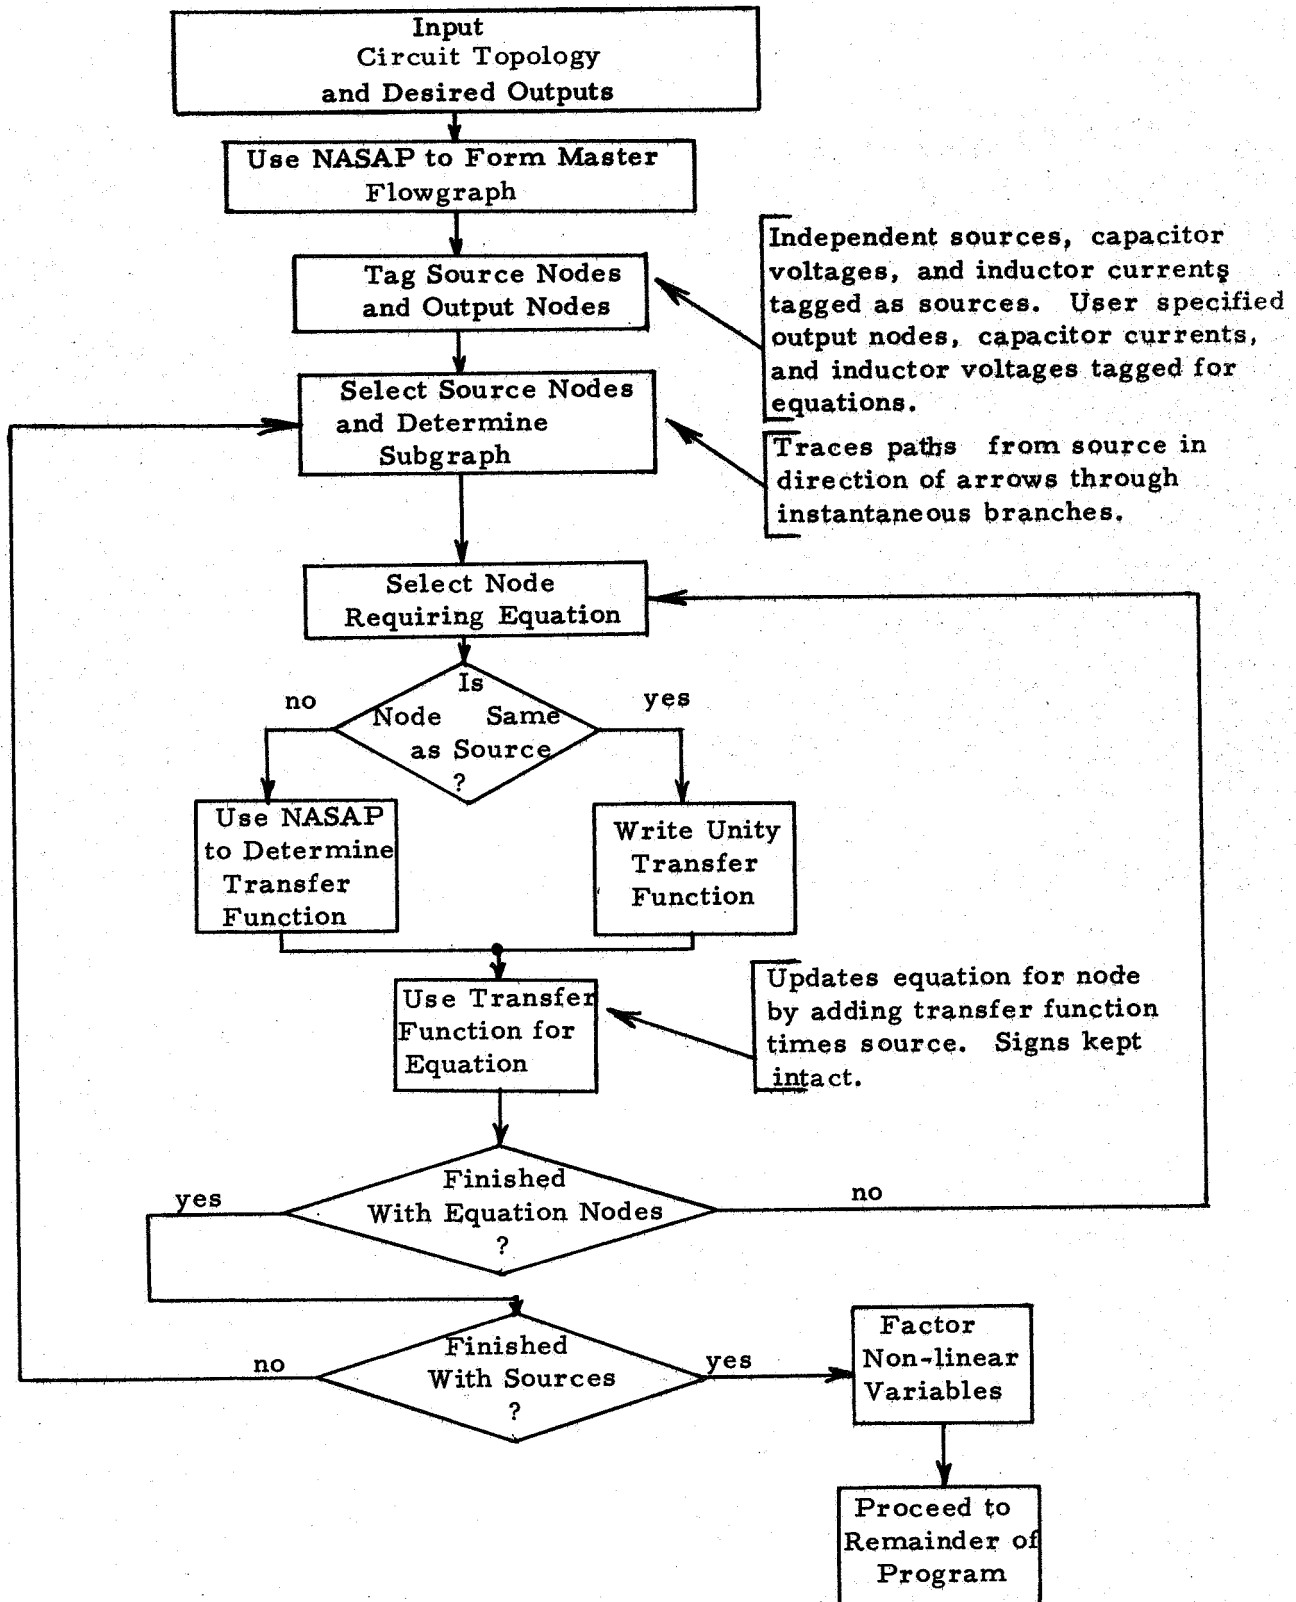 Input
Circuit Topology
and Desired Outputs
Use NASAP to Form Master
Flowgraph
Tag Source Nodes
and Output Nodes
Independent sources, capacitor
voltages, and inductor currents
tagged as sources. User specified
output nodes, capacitor currents,
and inductor voltages tagged for
equations.
Select Source Nodes
and Determine
Subgraph
Traces paths from source in
direction of arrows through
instantaneous branches.
Select Node
Requiring Equation
Is
Node Same
as Source
?
no
yes
Use NASAP
to Determine
Transfer
Function
Write Unity
Transfer
Function
Use Transfer
Function for
Equation
Updates equation for node
by adding transfer function
times source. Signs kept
intact.
Finished
With Equation Nodes
?
yes
no
Finished
With Sources
?
no
yes
Factor
Non-linear
Variables
Proceed to
Remainder of
Program